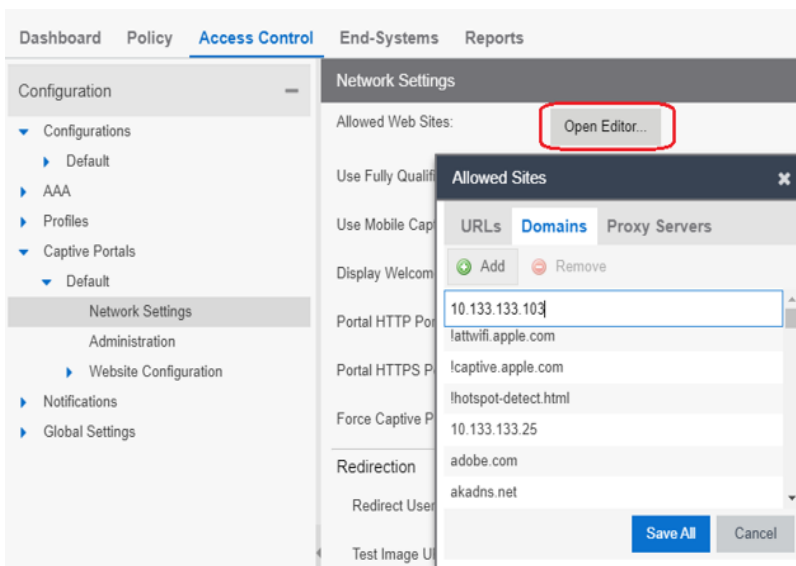 Dashboard Policy Access Control End-Systems Reports
Configuration
Configurations
Default
AAA
Profiles
Captive Portals
Default
Network Settings
Administration
Website Configuration
Notifications
Global Settings
Network Settings
Allowed Web Sites: Open Editor...
Use Fully Qualifi
Use Mobile Cap
Display Welcom
Portal HTTP Por
Portal HTTPS P
Force Captive P
Redirection
Redirect User
Test Image U
Allowed Sites
URLs Domains Proxy Servers
Add Remove
10.133.133.103
!attwifi.apple.com
!captive.apple.com
!hotspot-detect.html
10.133.133.25
adobe.com
akadns.net
Save All Cancel